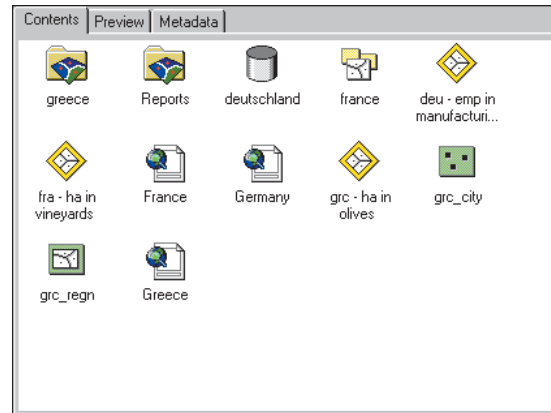 Contents Preview Metadata
greece Reports deutschland france deu - emp in
manufacturi...
fra - ha in
vineyards France Germany grc - ha in
olives grc_city
grc_regn Greece